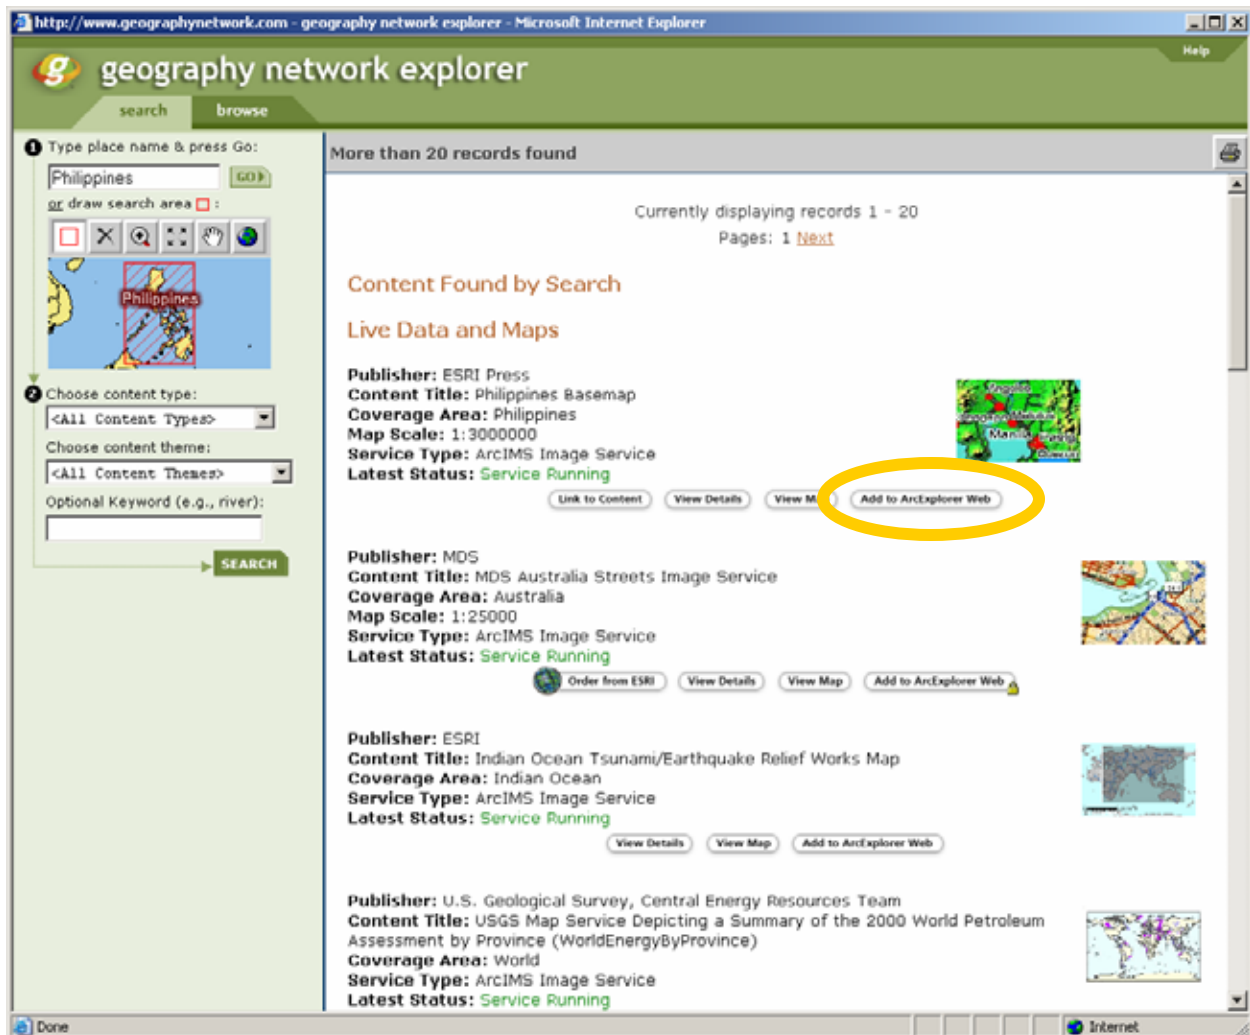 http://www.geographynetwork.com - geography network explorer - Microsoft Internet Explorer
Help
g geography network explorer
search browse
1 Type place name & press Go:
Philippines GO
or draw search area :
Philippines
2 Choose content type:
<All Content Types>
Choose content theme:
<All Content Themes>
Optional Keyword (e.g., river):
SEARCH
More than 20 records found
Currently displaying records 1 - 20
Pages: 1 Next
Content Found by Search
Live Data and Maps
Publisher: ESRI Press
Content Title: Philippines Basemap
Coverage Area: Philippines
Map Scale: 1:3000000
Service Type: ArcIMS Image Service
Latest Status: Service Running
Manila
Link to Content View Details View Add to ArcExplorer Web
Publisher: MDS
Content Title: MDS Australia Streets Image Service
Coverage Area: Australia
Map Scale: 1:25000
Service Type: ArcIMS Image Service
Latest Status: Service Running
Order from ESRI View Details View Map Add to ArcExplorer Web
Publisher: ESRI
Content Title: Indian Ocean Tsunami/Earthquake Relief Works Map
Coverage Area: Indian Ocean
Service Type: ArcIMS Image Service
Latest Status: Service Running
View Details View Map Add to ArcExplorer Web
Publisher: U.S. Geological Survey, Central Energy Resources Team
Content Title: USGS Map Service Depicting a Summary of the 2000 World Petroleum
Assessment by Province (WorldEnergyByProvince)
Coverage Area: World
Service Type: ArcIMS Image Service
Latest Status: Service Running
Done
Internet